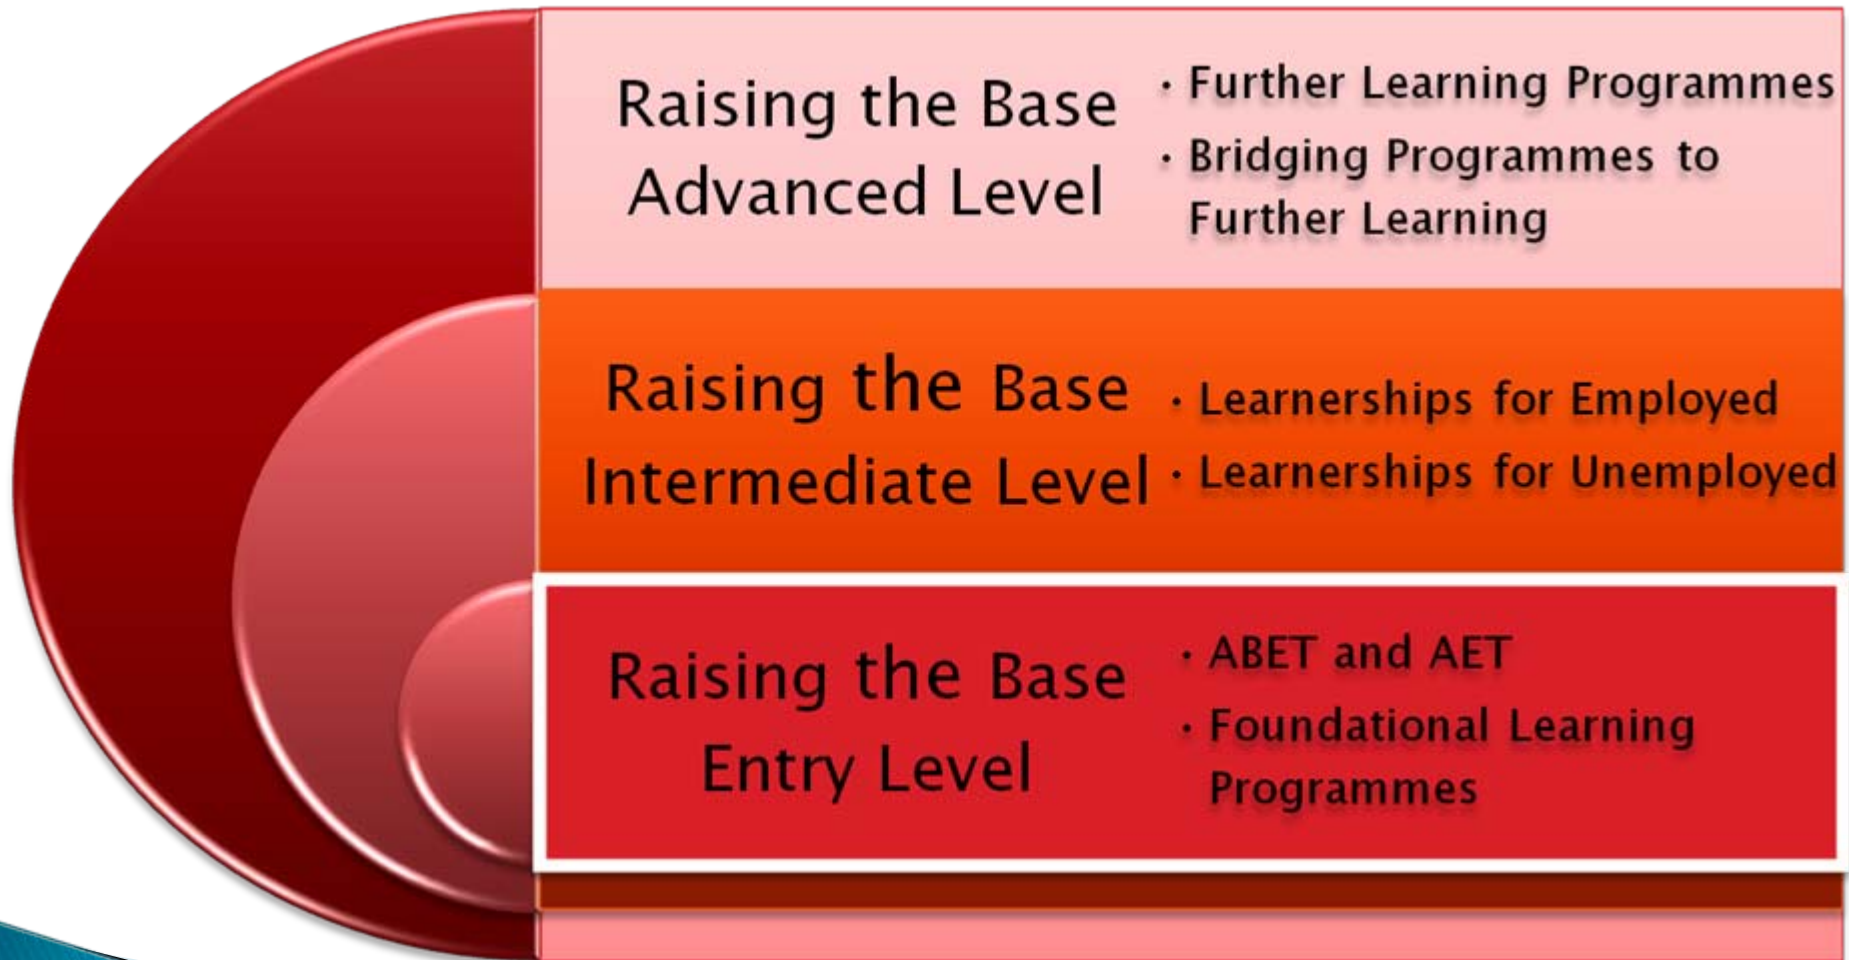 Raising the Base
Advanced Level
· Further Learning Programmes
· Bridging Programmes to
Further Learning
Raising the Base
Intermediate Level
· Learnerships for Employed
· Learnerships for Unemployed
Raising the Base
Entry Level
· ABET and AET
· Foundational Learning
Programmes